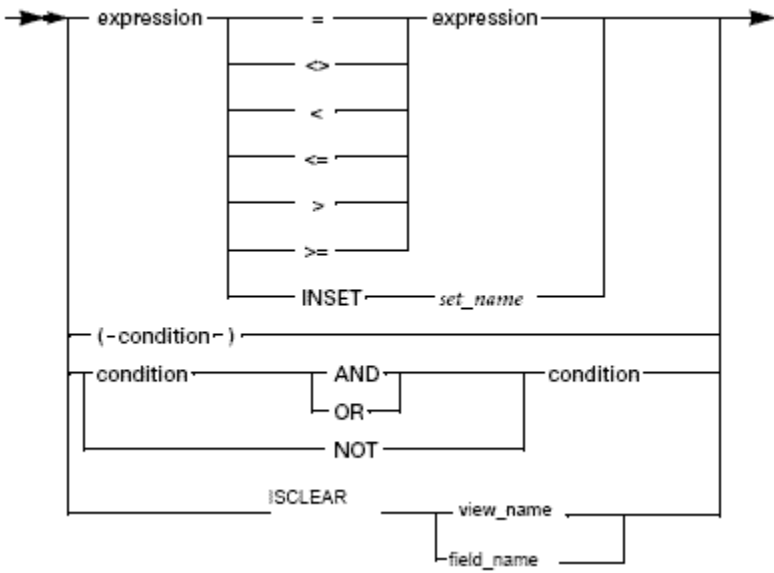 expression = expression
<>
<
<=
>
>=
INSET set_name
(-condition-)
condition AND condition
OR
NOT
ISCLEAR view_name
field_name